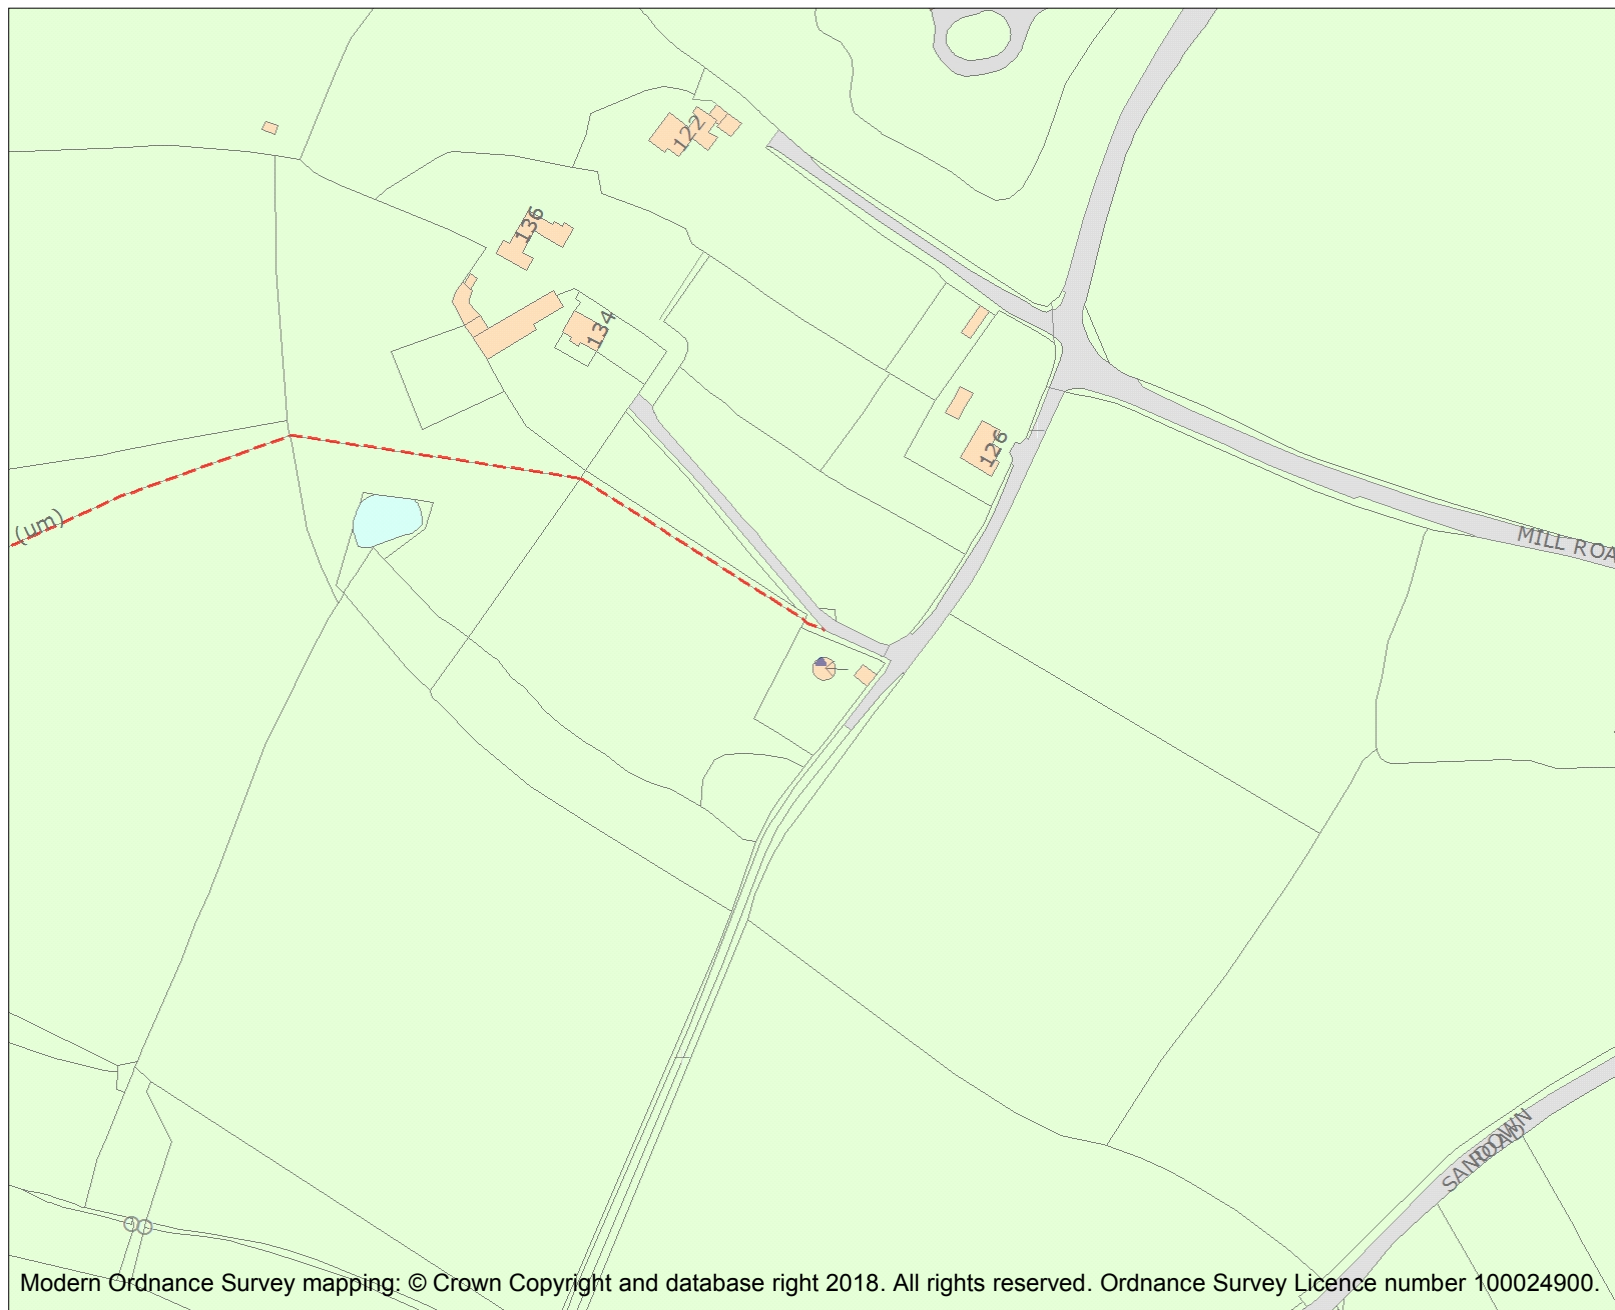 122
136
134
126
(um)
MILL ROA
SANDOWN
ROAD
Modern Ordnance Survey mapping: © Crown Copyright and database right 2018. All rights reserved. Ordnance Survey Licence number 100024900.